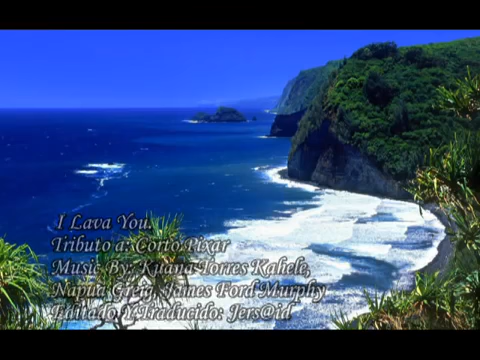 I Lava You.
Tributo a: Corto Pixar
Music By: Kuana Torres Kahele,
Napua Greig, James Ford Murphy
Editado Y Traducido: Jers@id